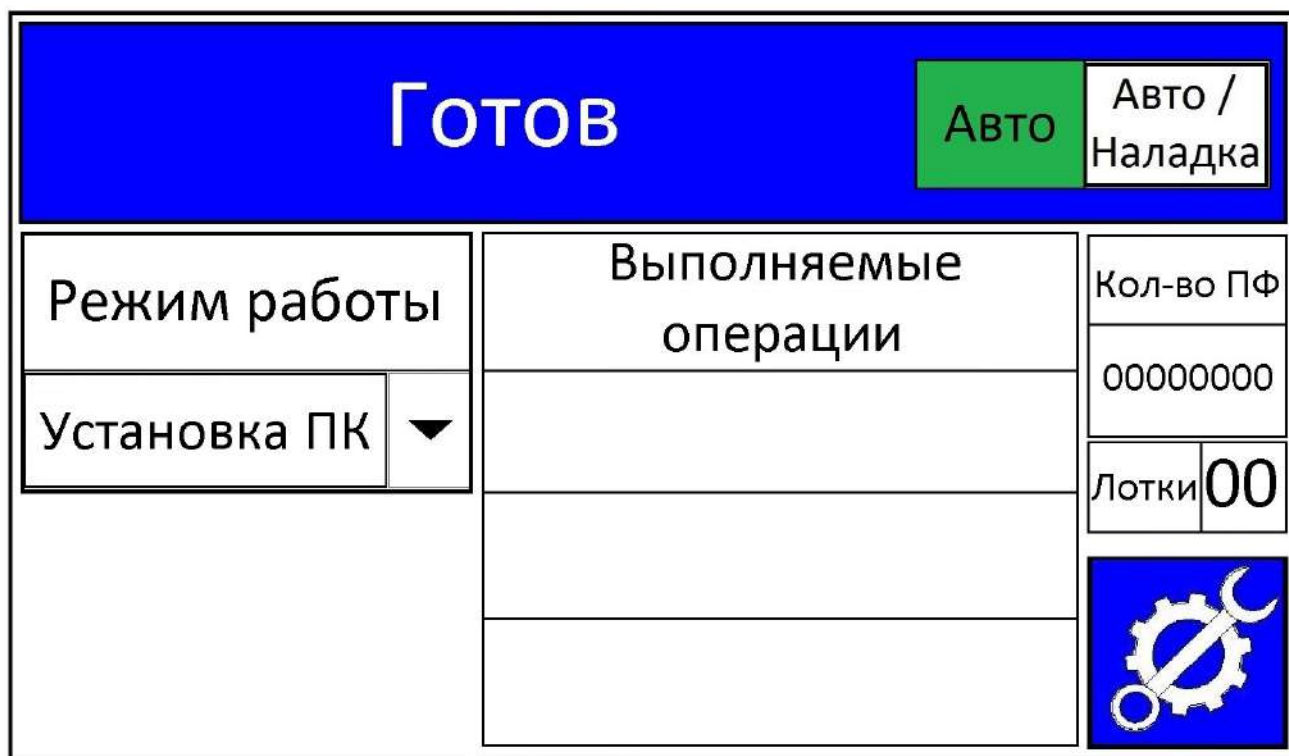 Готов
Авто
Авто /
Наладка
Режим работы
Установка ПК
Выполняемые
операции
Кол-во ПФ
00000000
Лотки 00